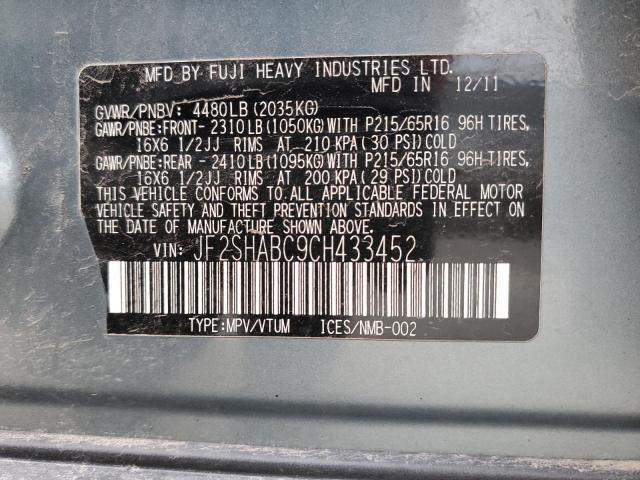 MFD BY FUJI HEAVY INDUSTRIES LTD.
MFD IN 12/11
GVWR/PNBV: 4480LB(2035KG)
GAWR/PNBE:FRONT- 2310LB(1050KG)WITH P215/65R16 96H TIRES,
16X6 1/2JJ RIMS AT 210 KPA(30 PSI)COLD
GAWR/PNBE:REAR - 2410LB(1095KG)WITH P215/65R16 96H TIRES,
16X6 1/2JJ RIMS AT 200 KPA(29 PSI)COLD
THIS VEHICLE CONFORMS TO ALL APPLICABLE FEDERAL MOTOR
VEHICLE SAFETY AND THEFT PREVENTION STANDARDS IN EFFECT ON
THE DATE OF MANUFACTURE SHOWN ABOVE.
VIN: JF2SHABC9CH433452
TYPE:MPV/VTUM ICES/NMB-002